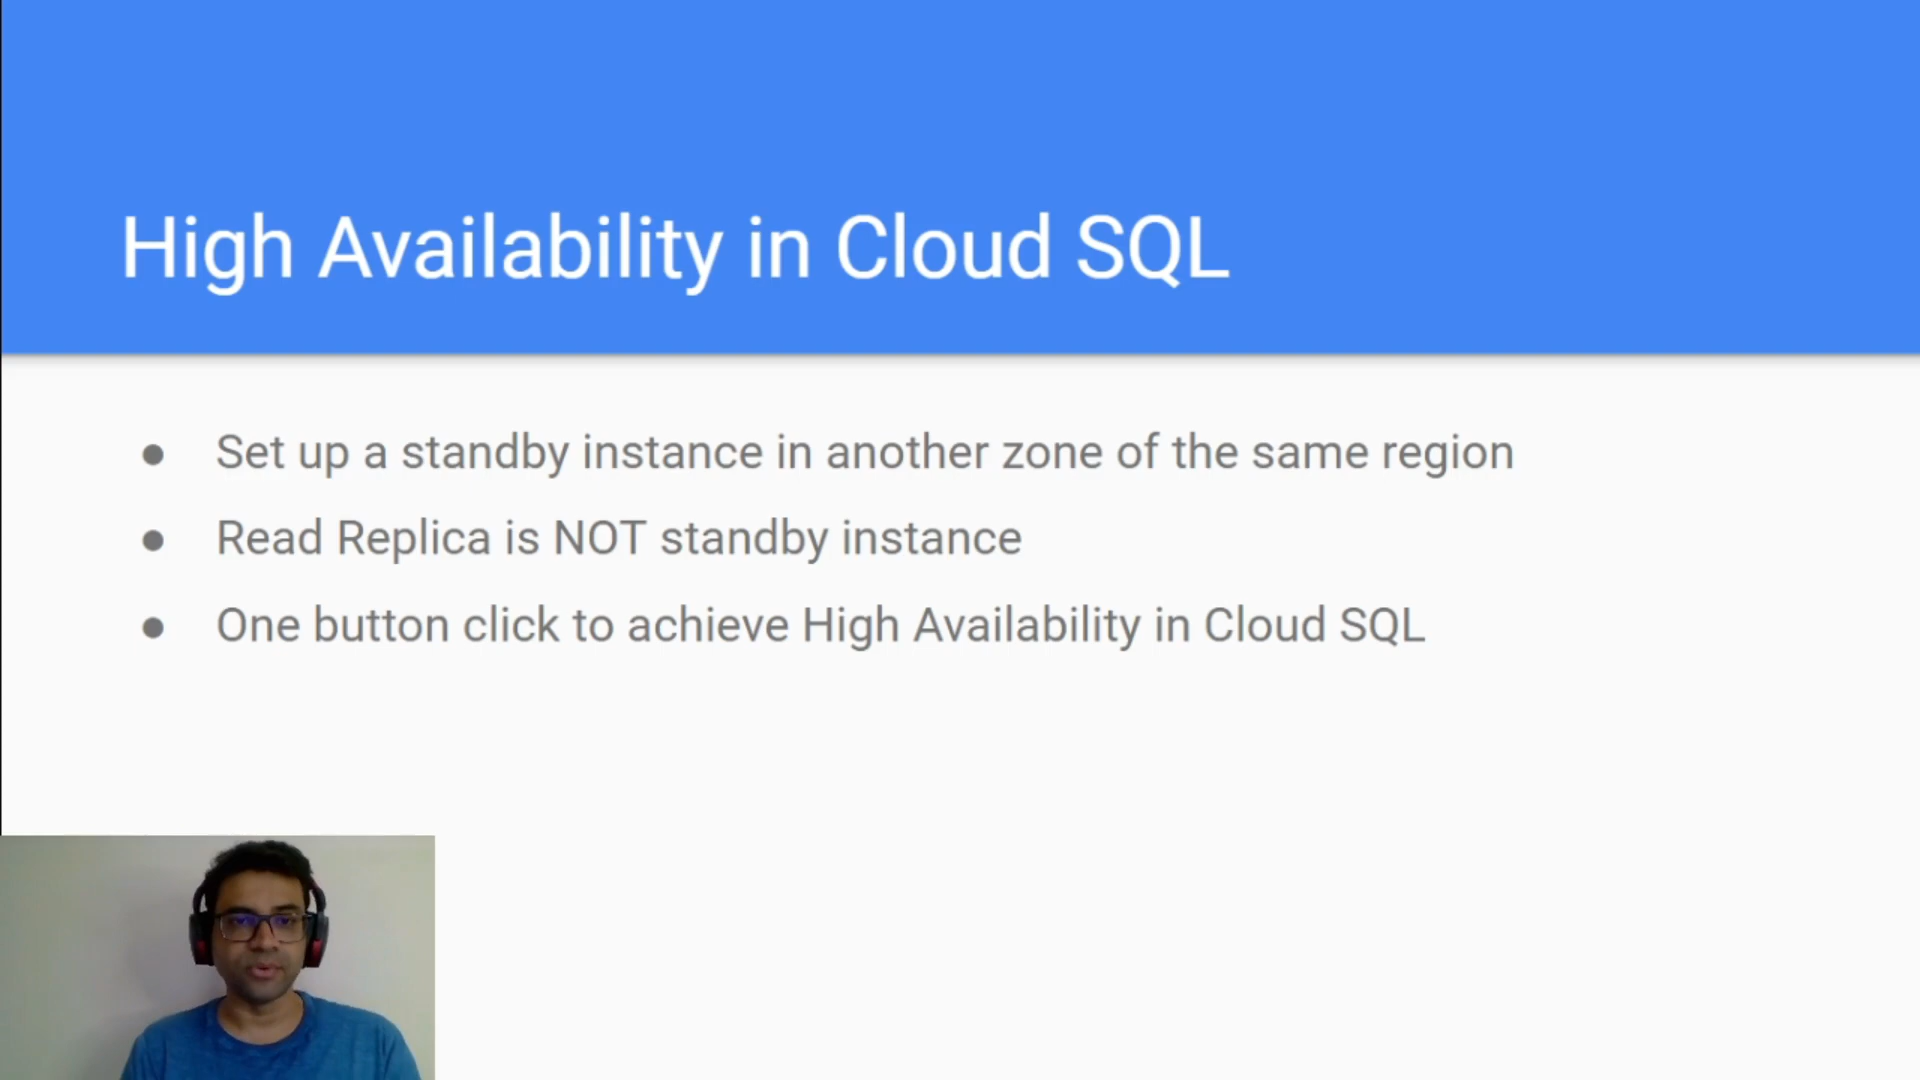 High Availability in Cloud SQL
● Set up a standby instance in another zone of the same region
● Read Replica is NOT standby instance
● One button click to achieve High Availability in Cloud SQL